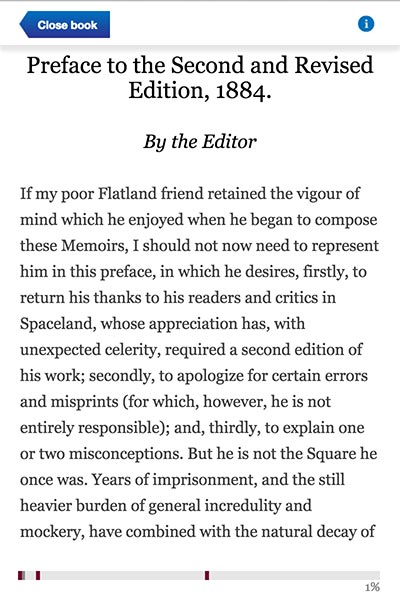 Close book
i
Preface to the Second and Revised
Edition, 1884.
By the Editor
If my poor Flatland friend retained the vigour of
mind which he enjoyed when he began to compose
these Memoirs, I should not now need to represent
him in this preface, in which he desires, firstly, to
return his thanks to his readers and critics in
Spaceland, whose appreciation has, with
unexpected celerity, required a second edition of
his work; secondly, to apologize for certain errors
and misprints (for which, however, he is not
entirely responsible); and, thirdly, to explain one
or two misconceptions. But he is not the Square he
once was. Years of imprisonment, and the still
heavier burden of general incredulity and
mockery, have combined with the natural decay of
1%